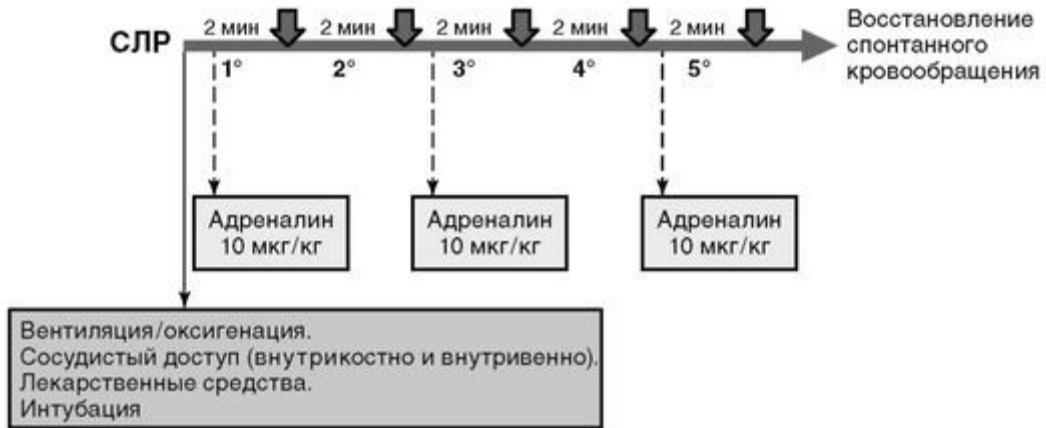 2 мин 2 мин 2 мин 2 мин 2 мин
СЛР
1° 2° 3° 4° 5°
Восстановление
спонтанного
кровообращения
Адреналин
10 мкг/кг
Адреналин
10 мкг/кг
Адреналин
10 мкг/кг
Вентиляция/оксигенация.
Сосудистый доступ (внутрикостно и внутривенно).
Лекарственные средства.
Интубация